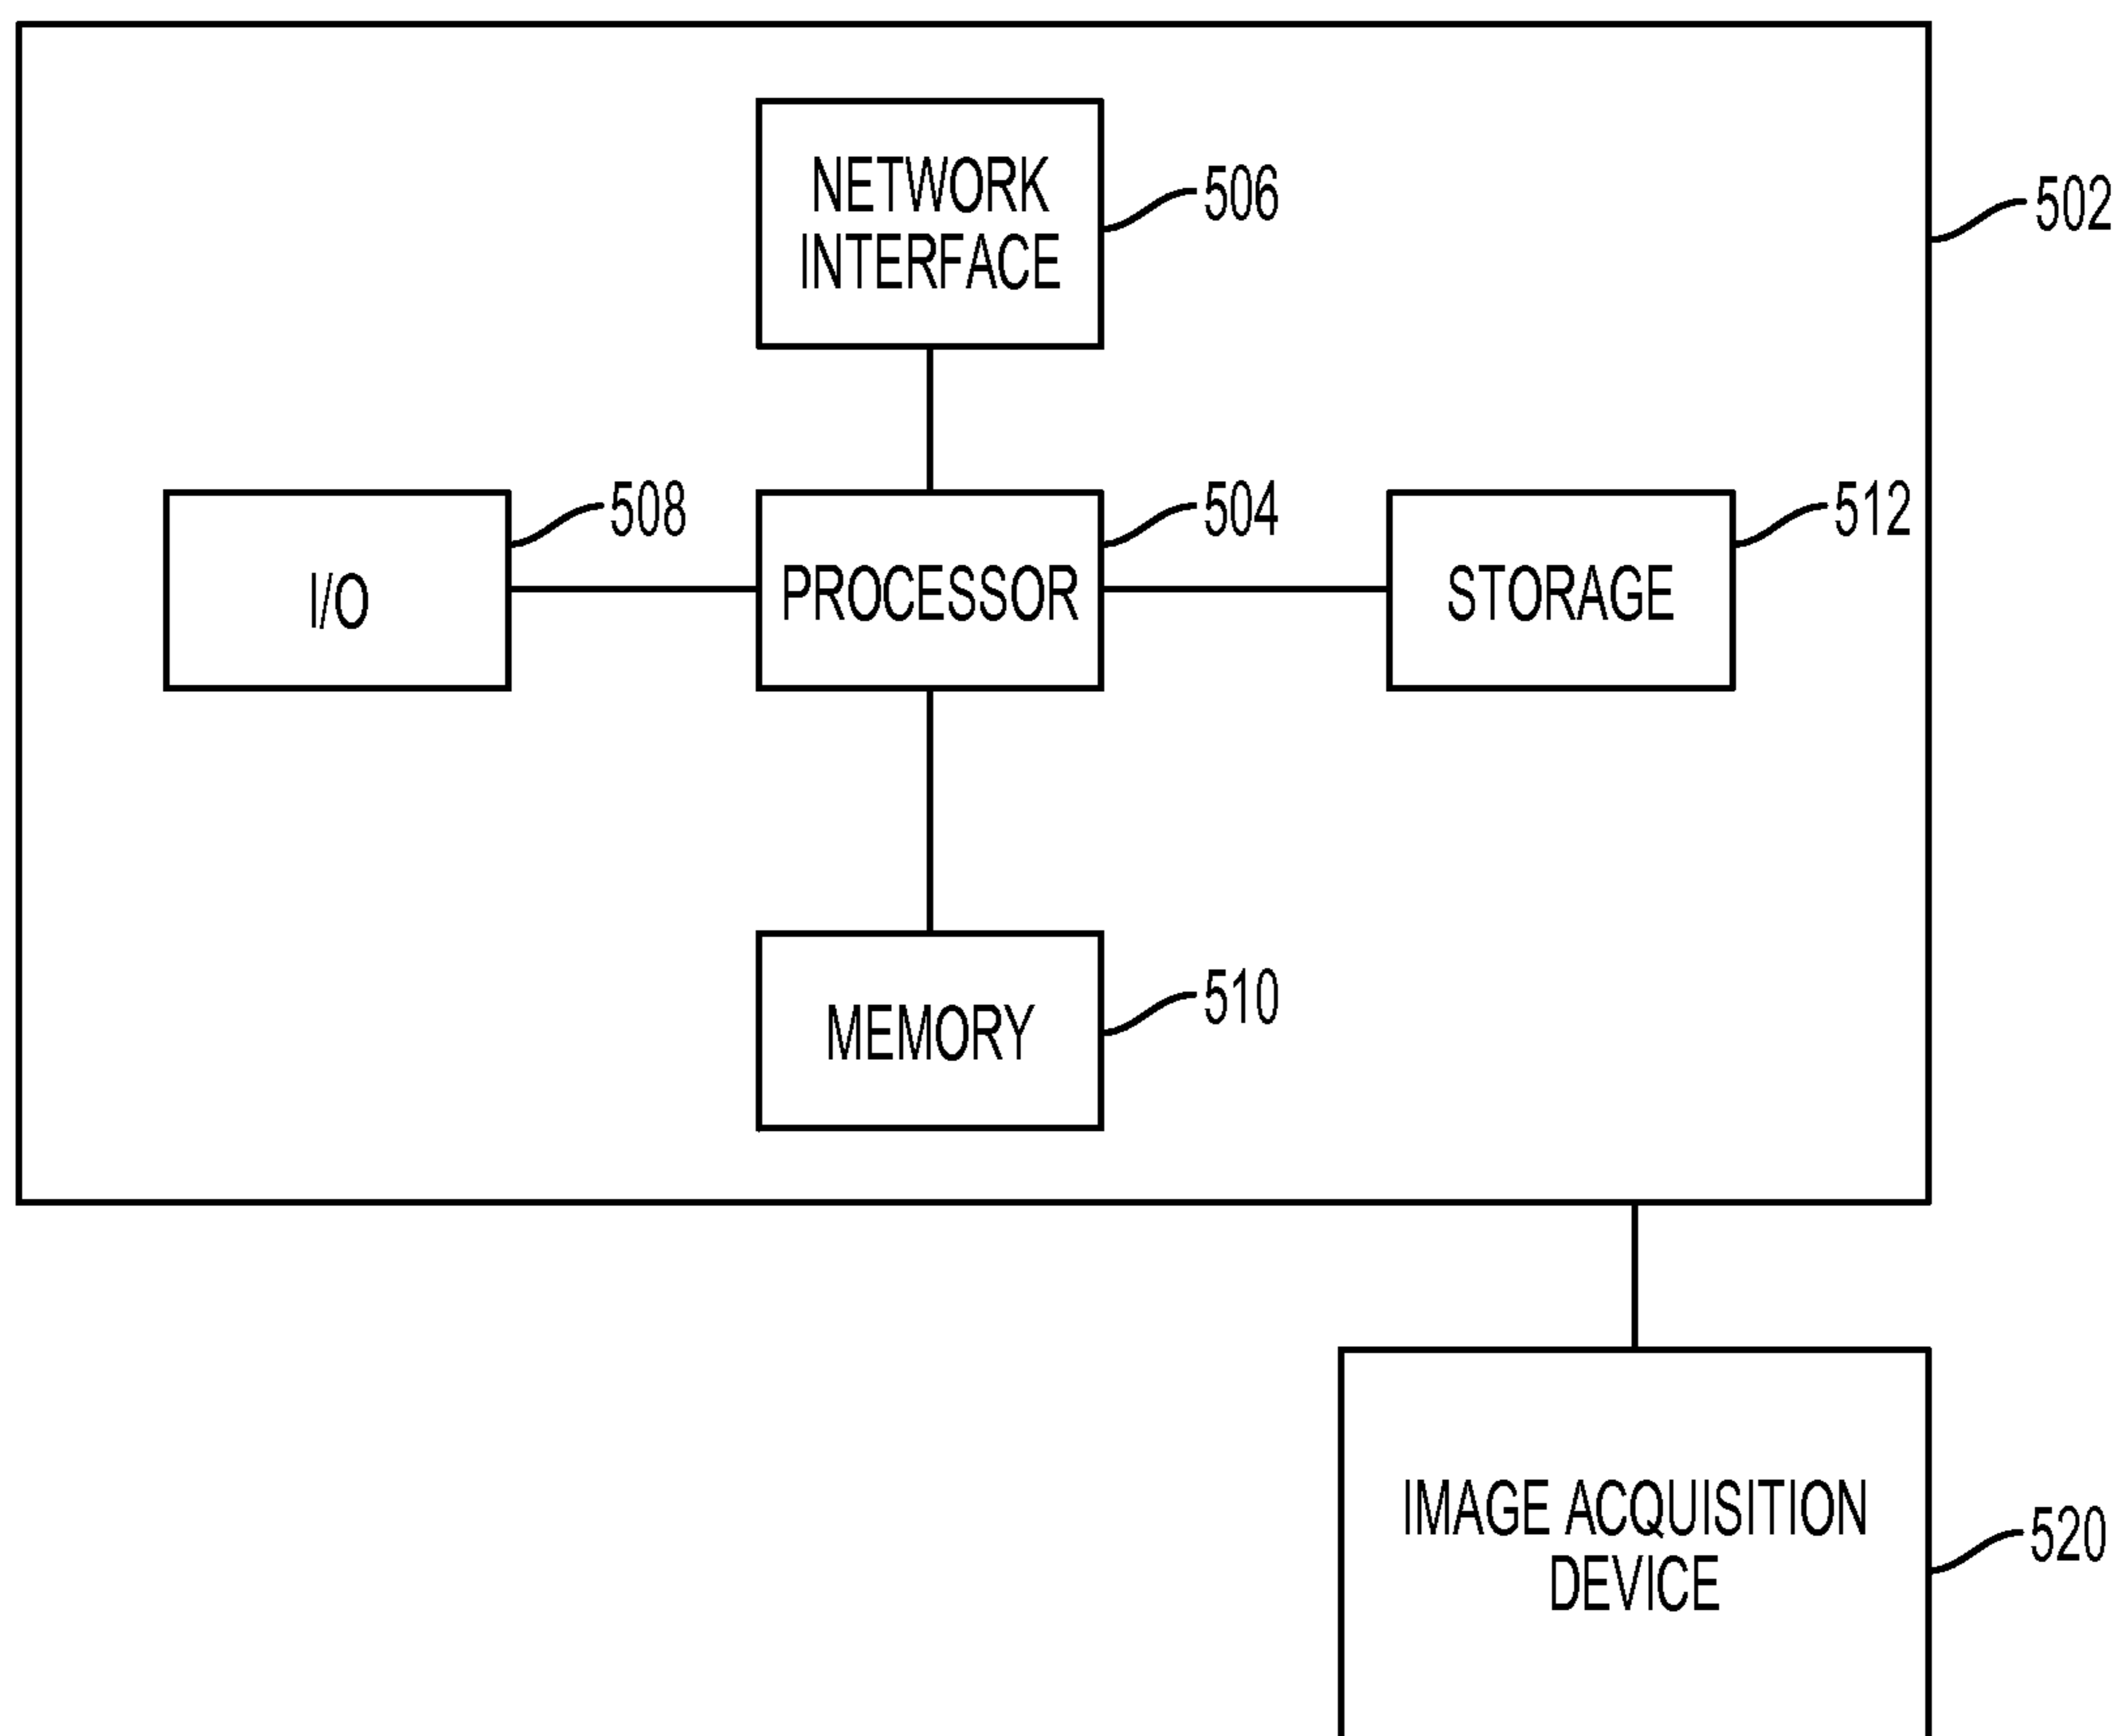 NETWORK
INTERFACE
506
502
I/O
508
PROCESSOR
504
STORAGE
512
MEMORY
510
IMAGE ACQUISITION
DEVICE
520